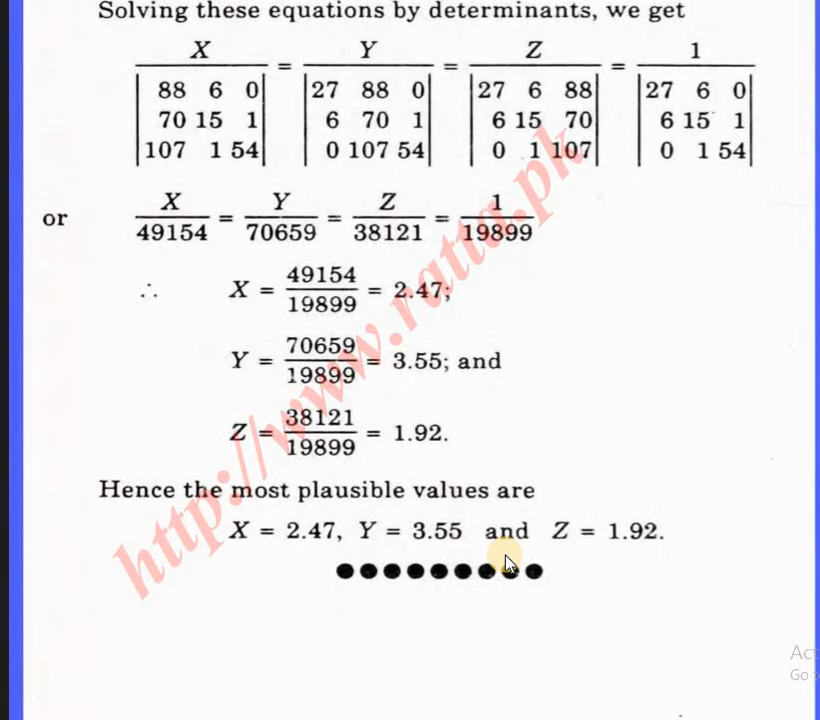 Solving these equations by determinants, we get
X / |88 6 0; 70 15 1; 107 1 54| = Y / |27 88 0; 6 70 1; 0 107 54| = Z / |27 6 88; 6 15 70; 0 1 107| = 1 / |27 6 0; 6 15 1; 0 1 54|
or X/49154 = Y/70659 = Z/38121 = 1/19899
∴ X = 49154/19899 = 2.47;
Y = 70659/19899 = 3.55; and
Z = 38121/19899 = 1.92.
Hence the most plausible values are
X = 2.47, Y = 3.55 and Z = 1.92.
http://www.ratta.pk
Act
Go